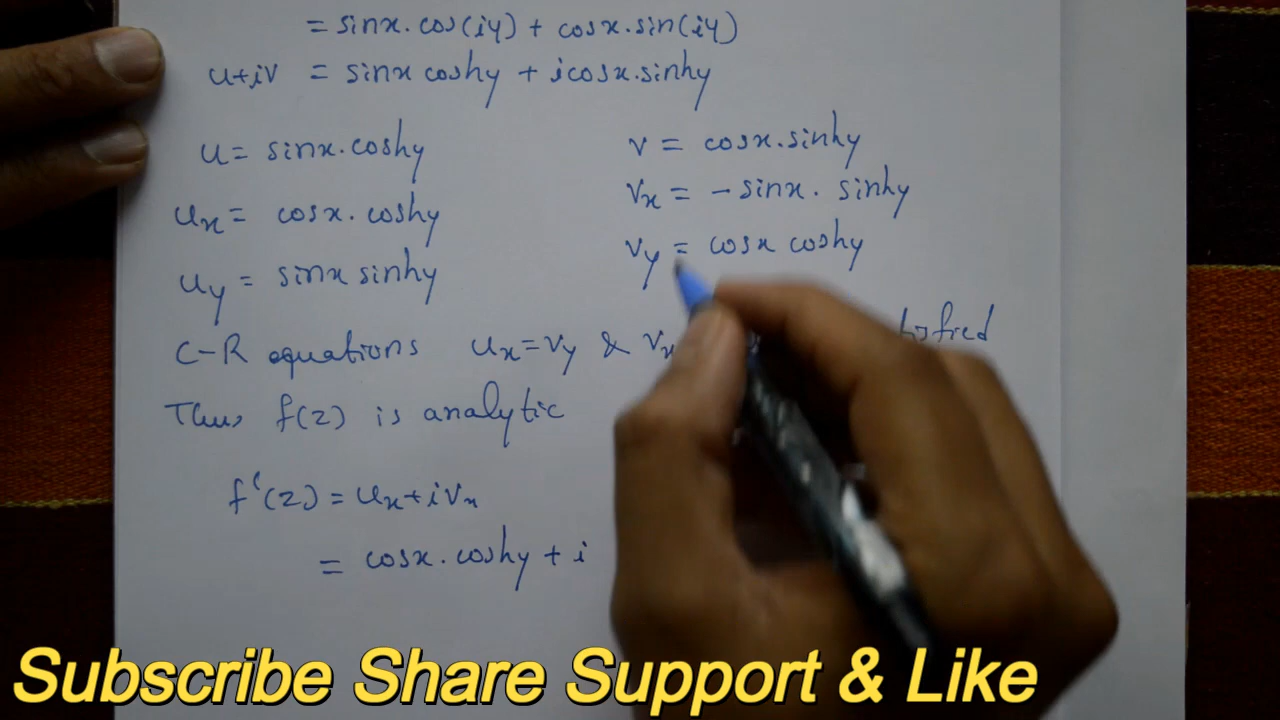 = sinx.cos(iy) + cosx.sin(iy)
u+iv = sinx coshy + icosx.sinhy
u = sinx.coshy
v = cosx.sinhy
ux = cosx.coshy
vx = -sinx. sinhy
uy = sinx sinhy
vy = cosx coshy
C-R equations ux=vy & vx
Thus f(z) is analytic
f'(z) = ux+ivx
= cosx.coshy + i
Subscribe Share Support & Like